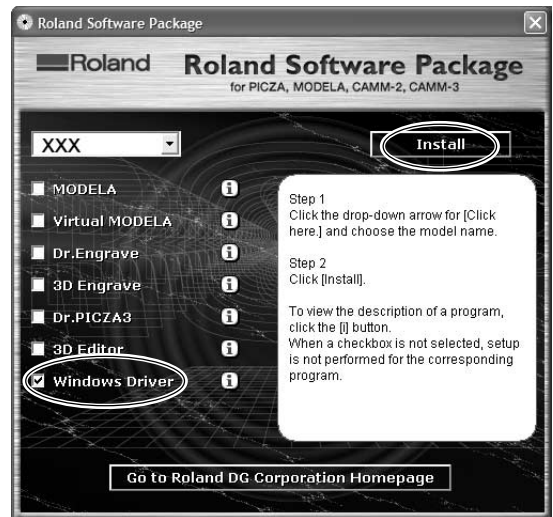 Roland Software Package
Roland
Roland Software Package
for PICZA, MODELA, CAMM-2, CAMM-3
XXX
Install
MODELA
Virtual MODELA
Dr.Engrave
3D Engrave
Dr.PICZA3
3D Editor
Windows Driver
Step 1
Click the drop-down arrow for [Click
here.] and choose the model name.
Step 2
Click [Install].
To view the description of a program,
click the [i] button.
When a checkbox is not selected, setup
is not performed for the corresponding
program.
Go to Roland DG Corporation Homepage